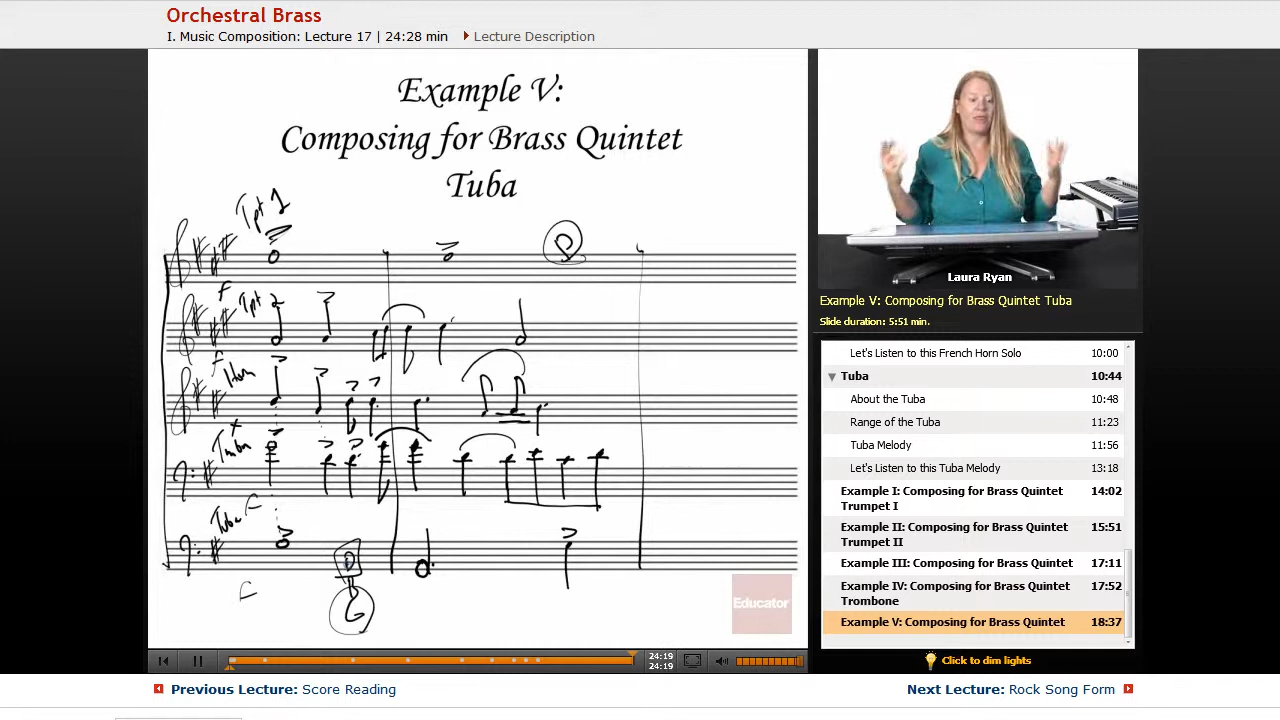 Orchestral Brass
I. Music Composition: Lecture 17 | 24:28 min
Lecture Description
Example V:
Composing for Brass Quintet
Tuba
Tpt 1
f
Tpt 2
f
Horn
Tuba
Educator
Laura Ryan
Example V: Composing for Brass Quintet Tuba
Slide duration: 5:51 min.
Let's Listen to this French Horn Solo 10:00
Tuba 10:44
About the Tuba 10:48
Range of the Tuba 11:23
Tuba Melody 11:56
Let's Listen to this Tuba Melody 13:18
Example I: Composing for Brass Quintet 14:02
Trumpet I
Example II: Composing for Brass Quintet 15:51
Trumpet II
Example III: Composing for Brass Quintet 17:11
Example IV: Composing for Brass Quintet 17:52
Trombone
Example V: Composing for Brass Quintet 18:37
24:19
24:19
Click to dim lights
Previous Lecture: Score Reading
Next Lecture: Rock Song Form